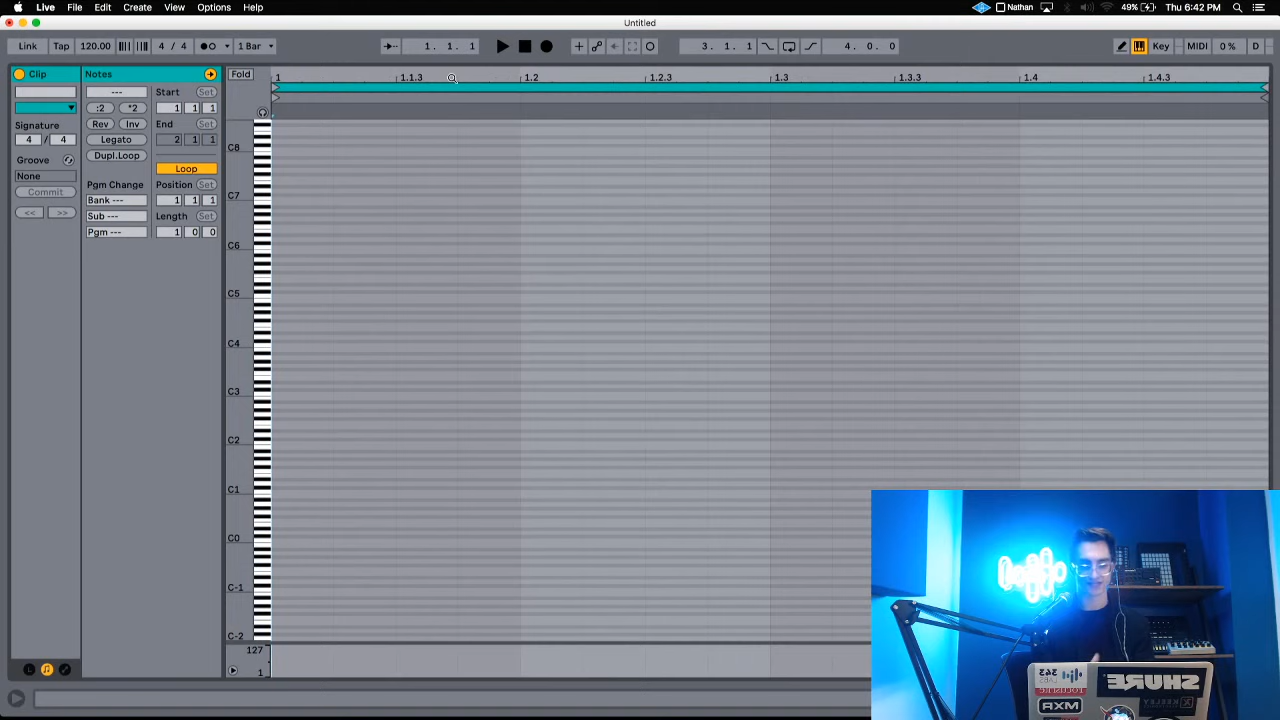 Live File Edit Create View Options Help Nathan 49% Thu 6:42 PM
Untitled
Link Tap 120.00 4 / 4 1 Bar 1. 1. 1 3. 1. 1 4. 0. 0 Key MIDI 0 % D
Clip Notes Fold 1 1.1.3 1.2 1.2.3 1.3 1.3.3 1.4 1.4.3
--- Start Set
:2 *2 1 1 1
Signature Rev Inv End Set
4 / 4 Legato 2 1 1
Groove Dupl.Loop
None Loop
Commit Pgm Change Position Set
<< >> Bank --- 1 1 1
Sub --- Length Set
Pgm --- 1 0 0
C8
C7
C6
C5
C4
C3
C2
C1
C0
C-1
C-2
127
1
343
LABS
FOCUSRITE
SHURE
MXR
KEELEY